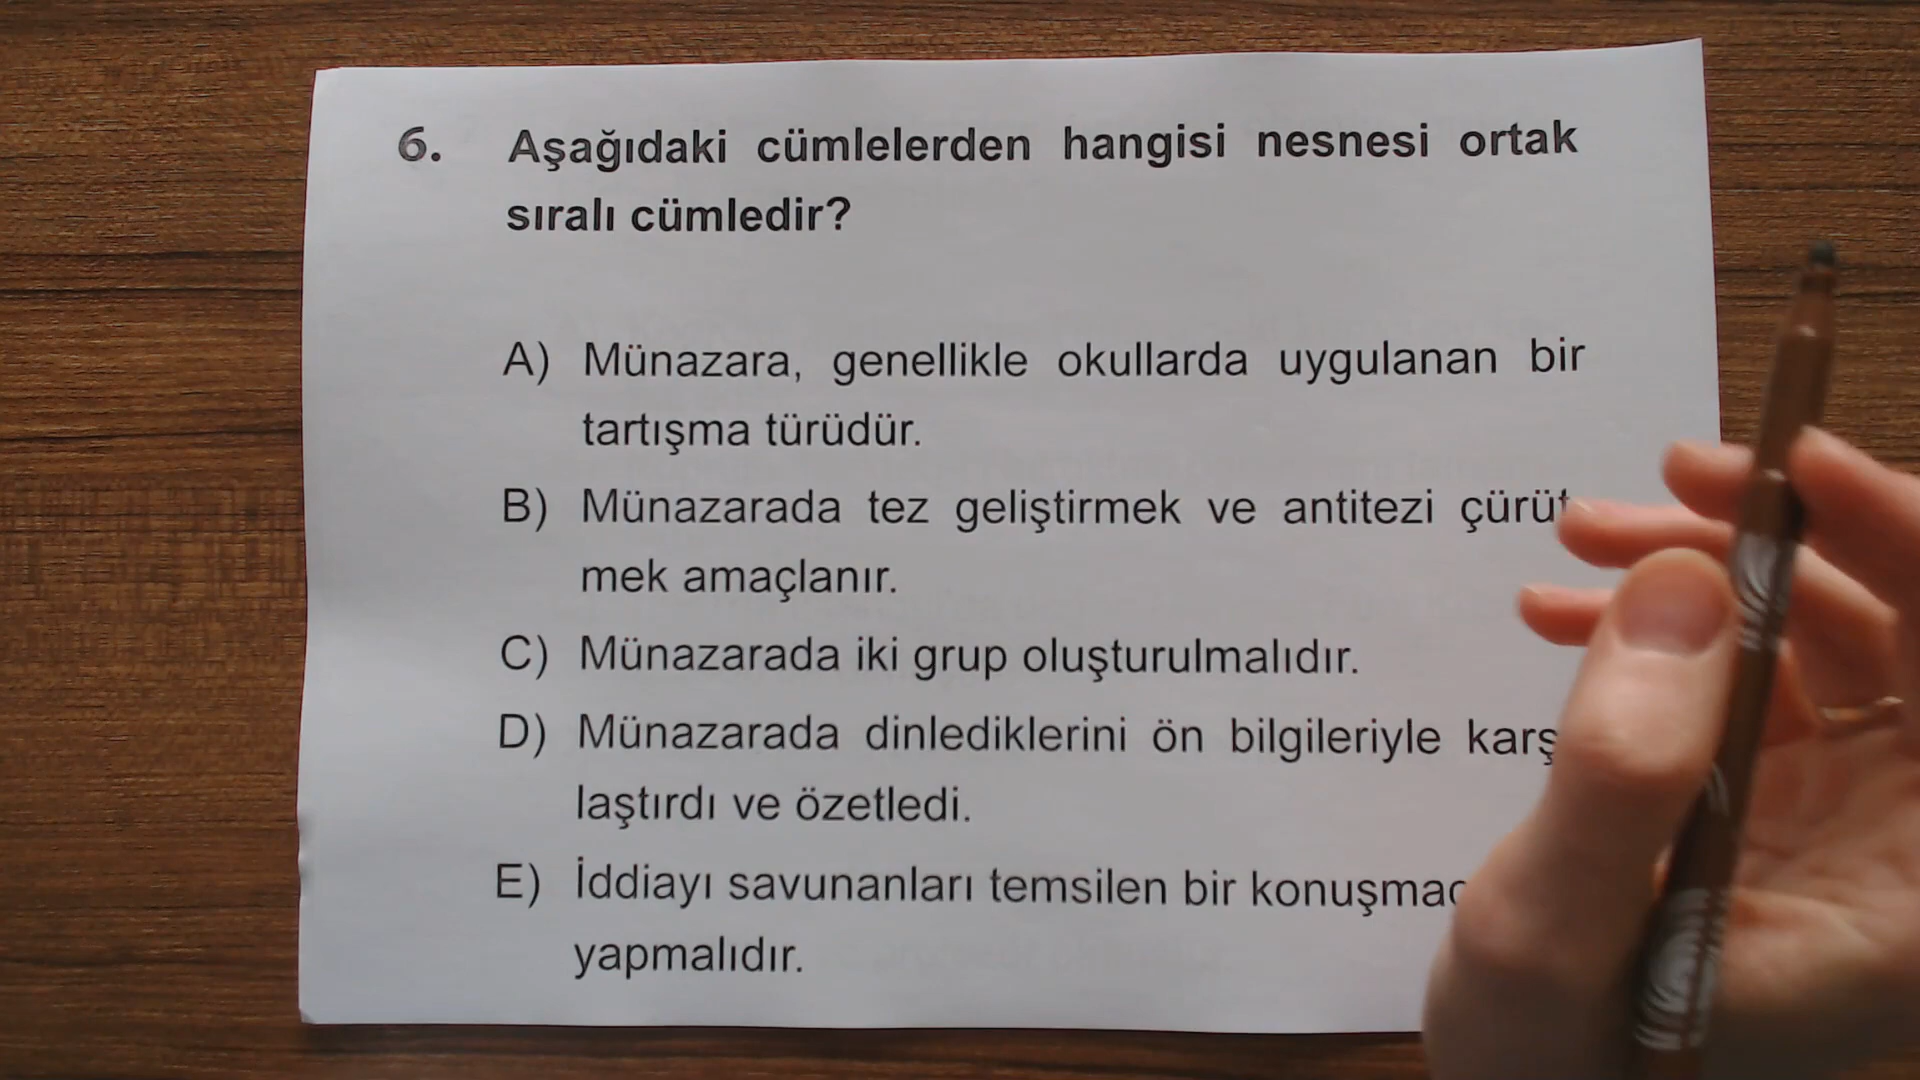 6. Aşağıdaki cümlelerden hangisi nesnesi ortak
sıralı cümledir?
A) Münazara, genellikle okullarda uygulanan bir
tartışma türüdür.
B) Münazarada tez geliştirmek ve antitezi çürüt
mek amaçlanır.
C) Münazarada iki grup oluşturulmalıdır.
D) Münazarada dinlediklerini ön bilgileriyle karş
laştırdı ve özetledi.
E) İddiayı savunanları temsilen bir
yapmalıdır.